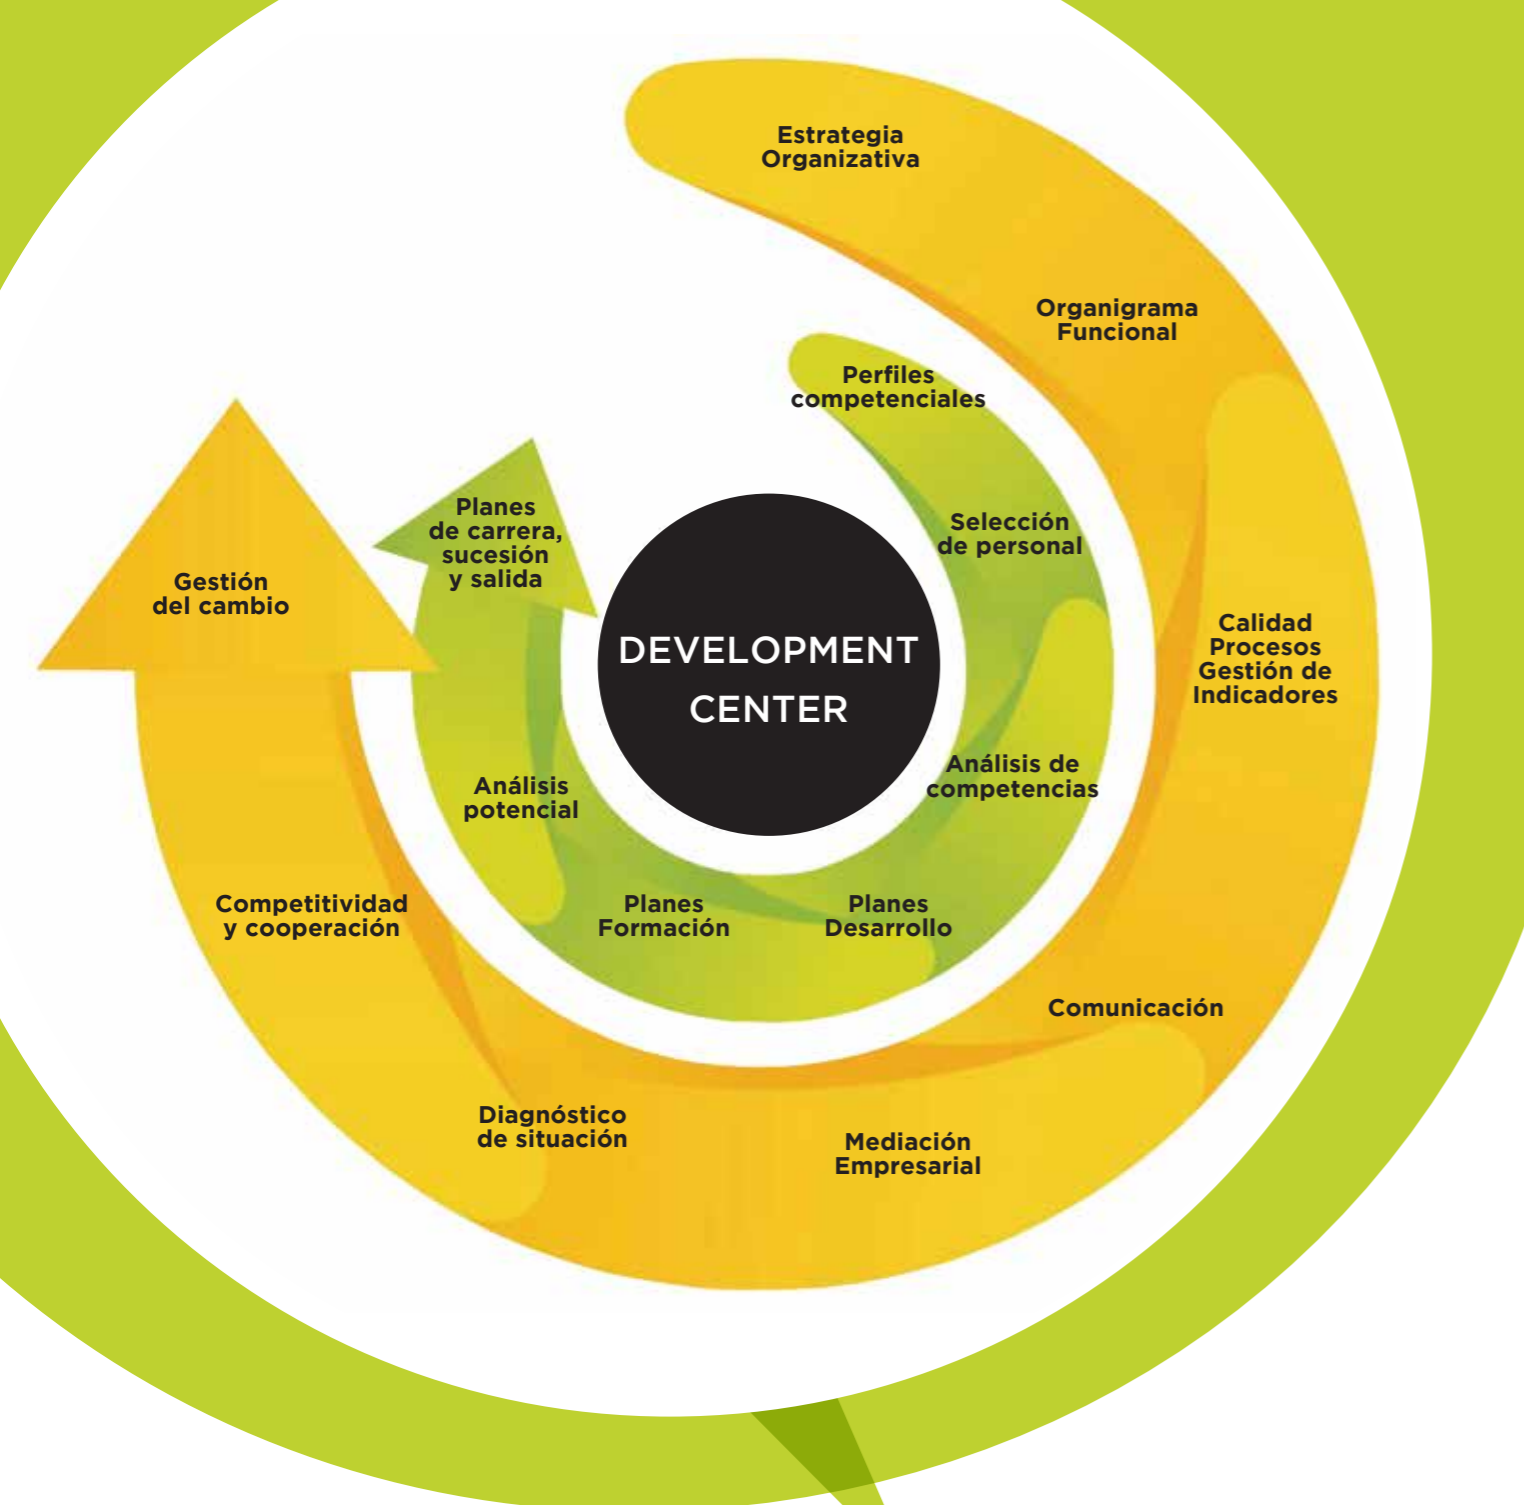 Estrategia
Organizativa
Organigrama
Funcional
Calidad
Procesos
Gestión de
Indicadores
Comunicación
Mediación
Empresarial
Diagnóstico
de situación
Competitividad
y cooperación
Gestión
del cambio
Perfiles
competenciales
Selección
de personal
Análisis de
competencias
Planes
Desarrollo
Planes
Formación
Análisis
potencial
Planes
de carrera,
sucesión
y salida
DEVELOPMENT
CENTER